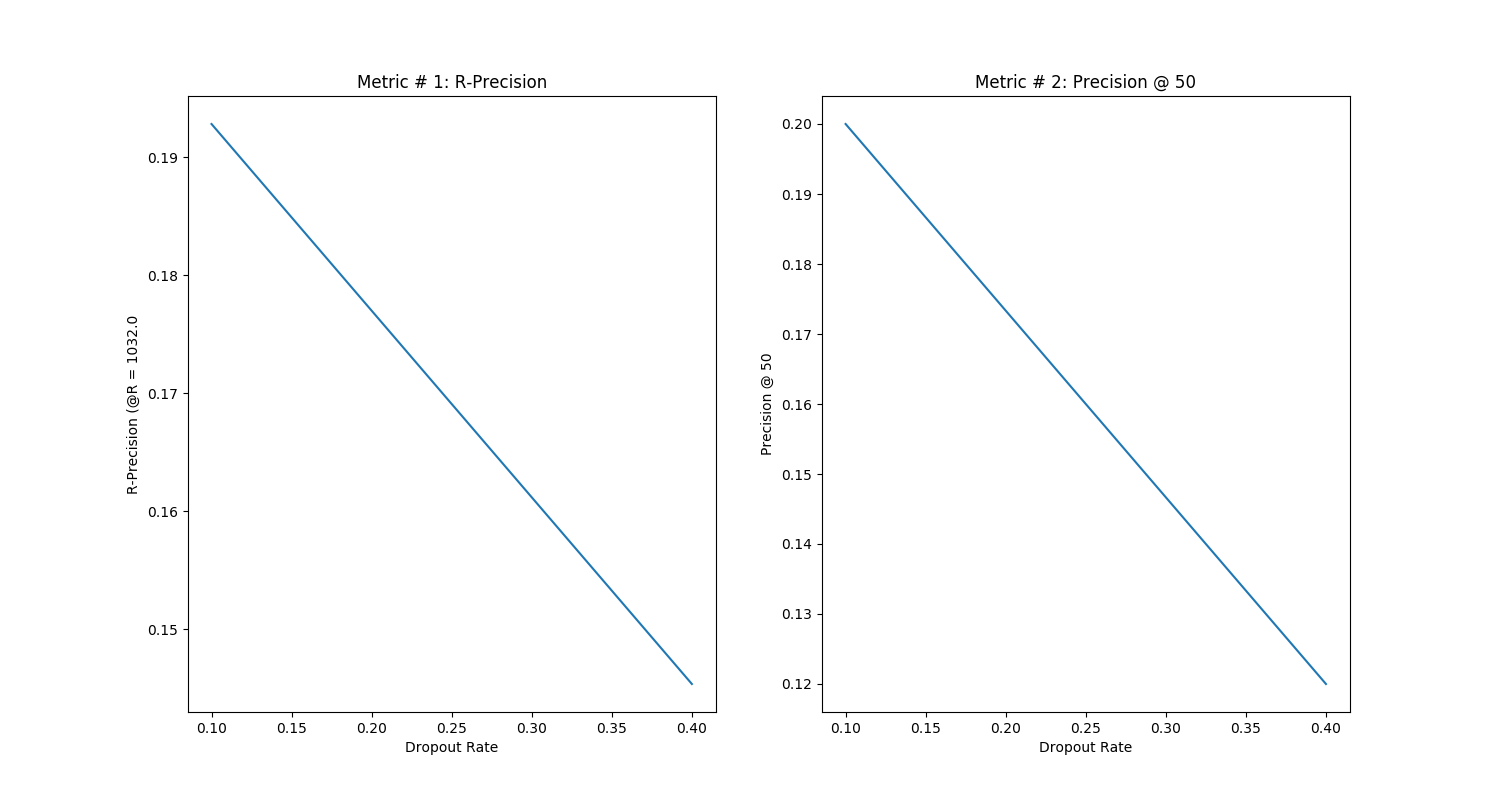 Metric # 1: R-Precision
R-Precision (@R = 1032.0
0.19
0.18
0.17
0.16
0.15
0.10 0.15 0.20 0.25 0.30 0.35 0.40
Dropout Rate
Metric # 2: Precision @ 50
Precision @ 50
0.20
0.19
0.18
0.17
0.16
0.15
0.14
0.13
0.12
0.10 0.15 0.20 0.25 0.30 0.35 0.40
Dropout Rate